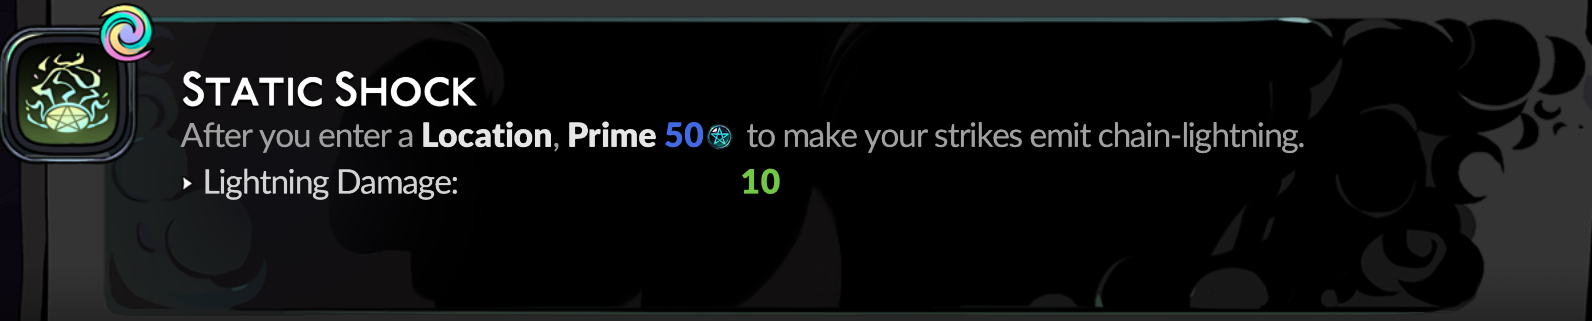 Static Shock
After you enter a Location, Prime 50 to make your strikes emit chain-lightning.
Lightning Damage: 10